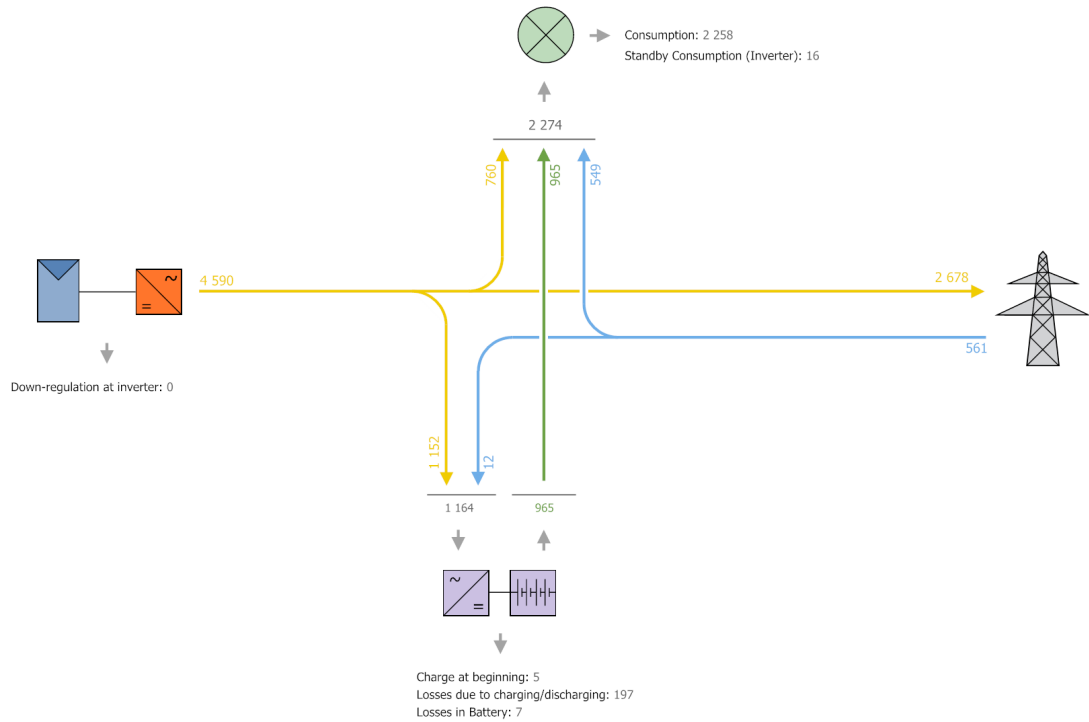 Consumption: 2 258
Standby Consumption (Inverter): 16
2 274
760
965
549
4 590
2 678
561
Down-regulation at inverter: 0
1 152
12
1 164
965
~
=
~
=
Charge at beginning: 5
Losses due to charging/discharging: 197
Losses in Battery: 7